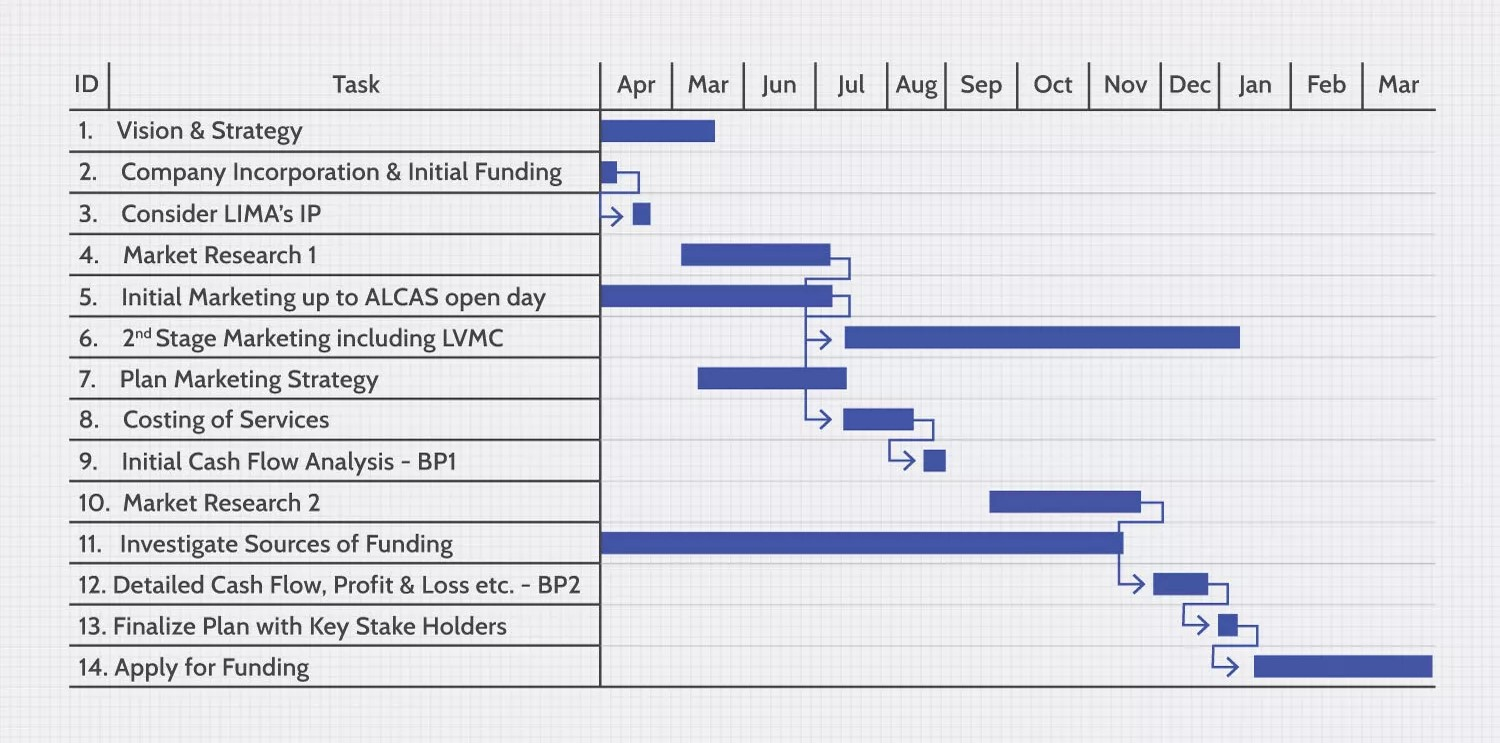 ID Task Apr Mar Jun Jul Aug Sep Oct Nov Dec Jan Feb Mar
1. Vision & Strategy
2. Company Incorporation & Initial Funding
3. Consider LIMA’s IP
4. Market Research 1
5. Initial Marketing up to ALCAS open day
6. 2nd Stage Marketing including LVMC
7. Plan Marketing Strategy
8. Costing of Services
9. Initial Cash Flow Analysis - BP1
10. Market Research 2
11. Investigate Sources of Funding
12. Detailed Cash Flow, Profit & Loss etc. - BP2
13. Finalize Plan with Key Stake Holders
14. Apply for Funding